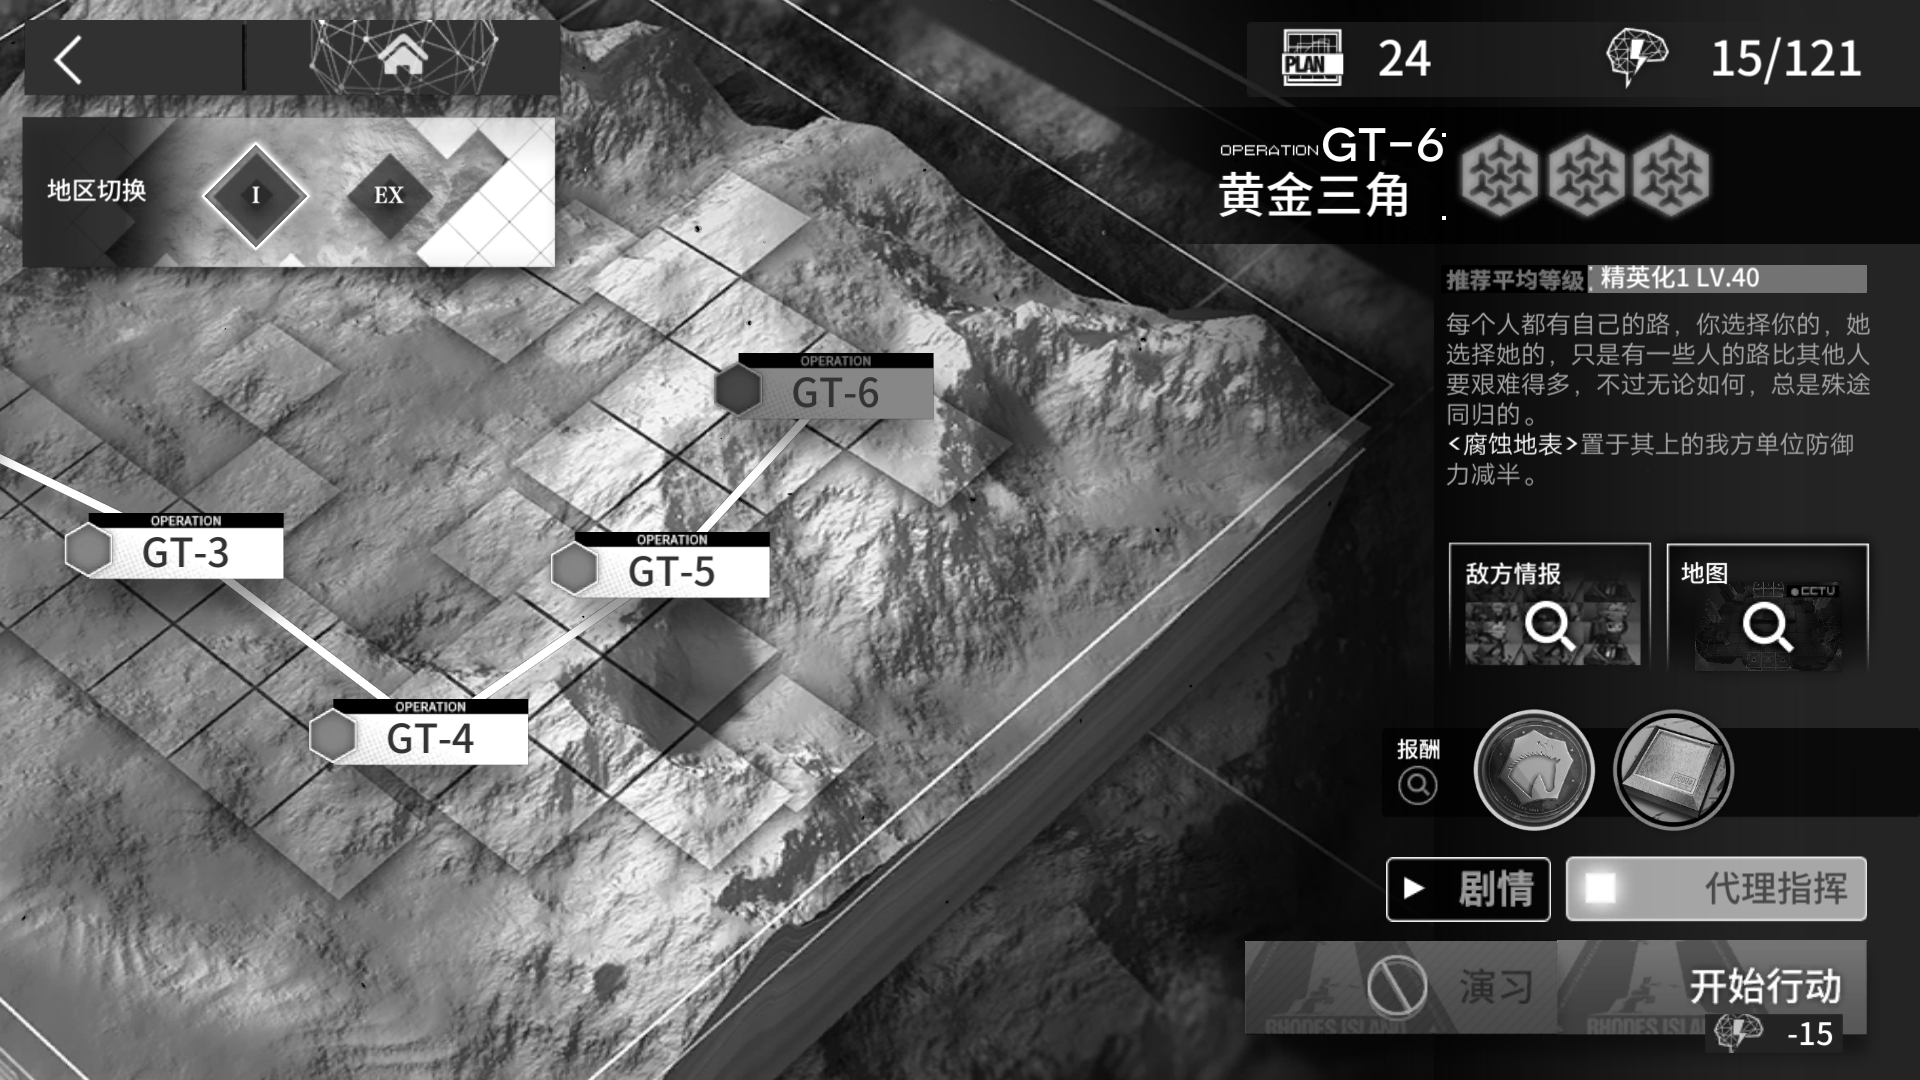 PLAN
24
15/121
地区切换
I
EX
OPERATION GT-6
黄金三角
推荐平均等级 精英化1 LV.40
每个人都有自己的路，你选择你的，她
选择她的，只是有一些人的路比其他人
要艰难得多，不过无论如何，总是殊途
同归的。
<腐蚀地表>置于其上的我方单位防御
力减半。
OPERATION
GT-6
OPERATION
GT-3
OPERATION
GT-5
OPERATION
GT-4
敌方情报
地图
CCTV
报酬
剧情
代理指挥
演习
开始行动
RHODES ISLAND
RHODES ISLA
-15